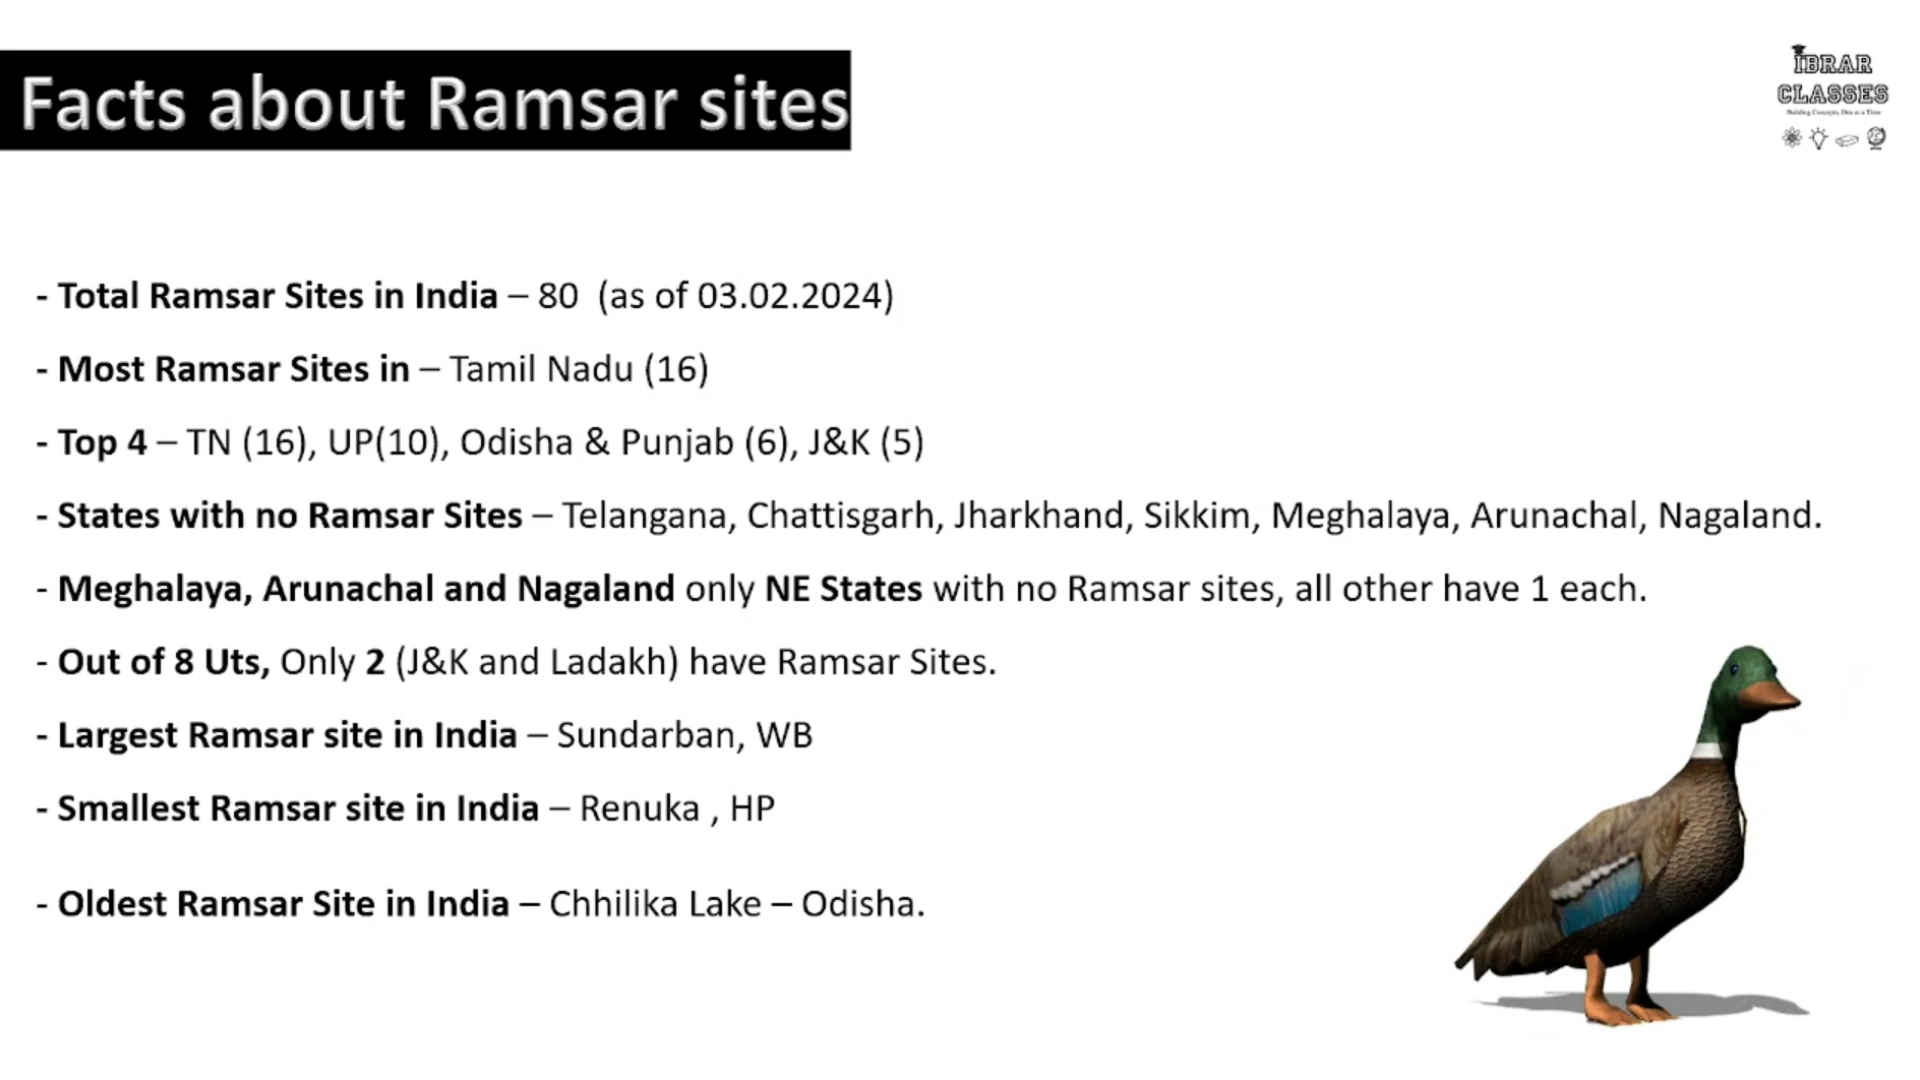 Facts about Ramsar sites
IBRAR
CLASSES
Building Concepts, One at a Time
- Total Ramsar Sites in India – 80 (as of 03.02.2024)
- Most Ramsar Sites in – Tamil Nadu (16)
- Top 4 – TN (16), UP(10), Odisha & Punjab (6), J&K (5)
- States with no Ramsar Sites – Telangana, Chattisgarh, Jharkhand, Sikkim, Meghalaya, Arunachal, Nagaland.
- Meghalaya, Arunachal and Nagaland only NE States with no Ramsar sites, all other have 1 each.
- Out of 8 Uts, Only 2 (J&K and Ladakh) have Ramsar Sites.
- Largest Ramsar site in India – Sundarban, WB
- Smallest Ramsar site in India – Renuka , HP
- Oldest Ramsar Site in India – Chhilika Lake – Odisha.